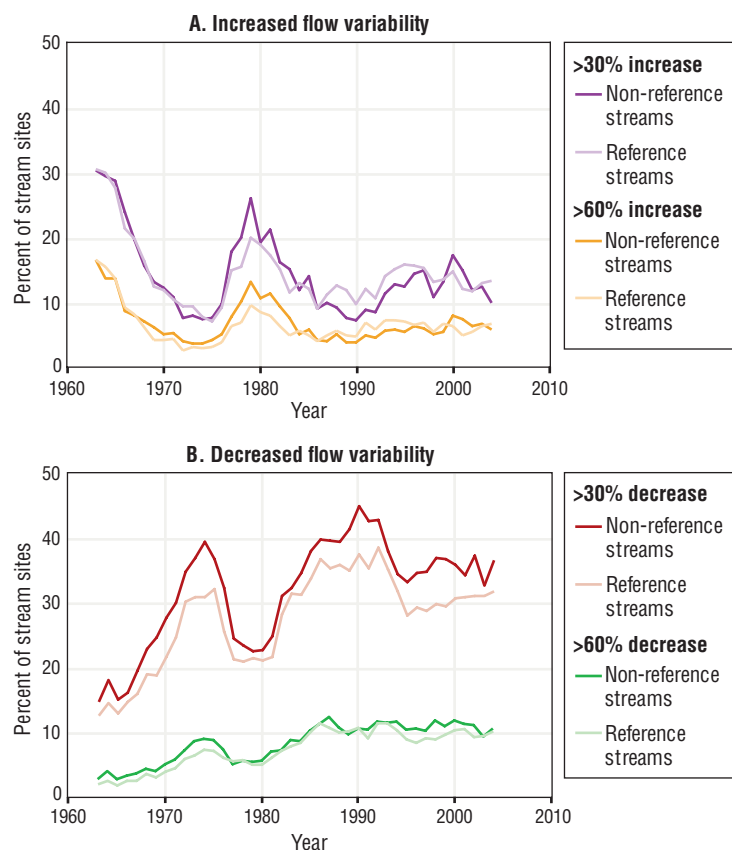 A. Increased flow variability
50
40
30
20
10
0
1960
1970
1980
1990
2000
2010
Percent of stream sites
Year
>30% increase
Non-reference
streams
Reference
streams
>60% increase
Non-reference
streams
Reference
streams
B. Decreased flow variability
50
40
30
20
10
0
1960
1970
1980
1990
2000
2010
Percent of stream sites
Year
>30% decrease
Non-reference
streams
Reference
streams
>60% decrease
Non-reference
streams
Reference
streams